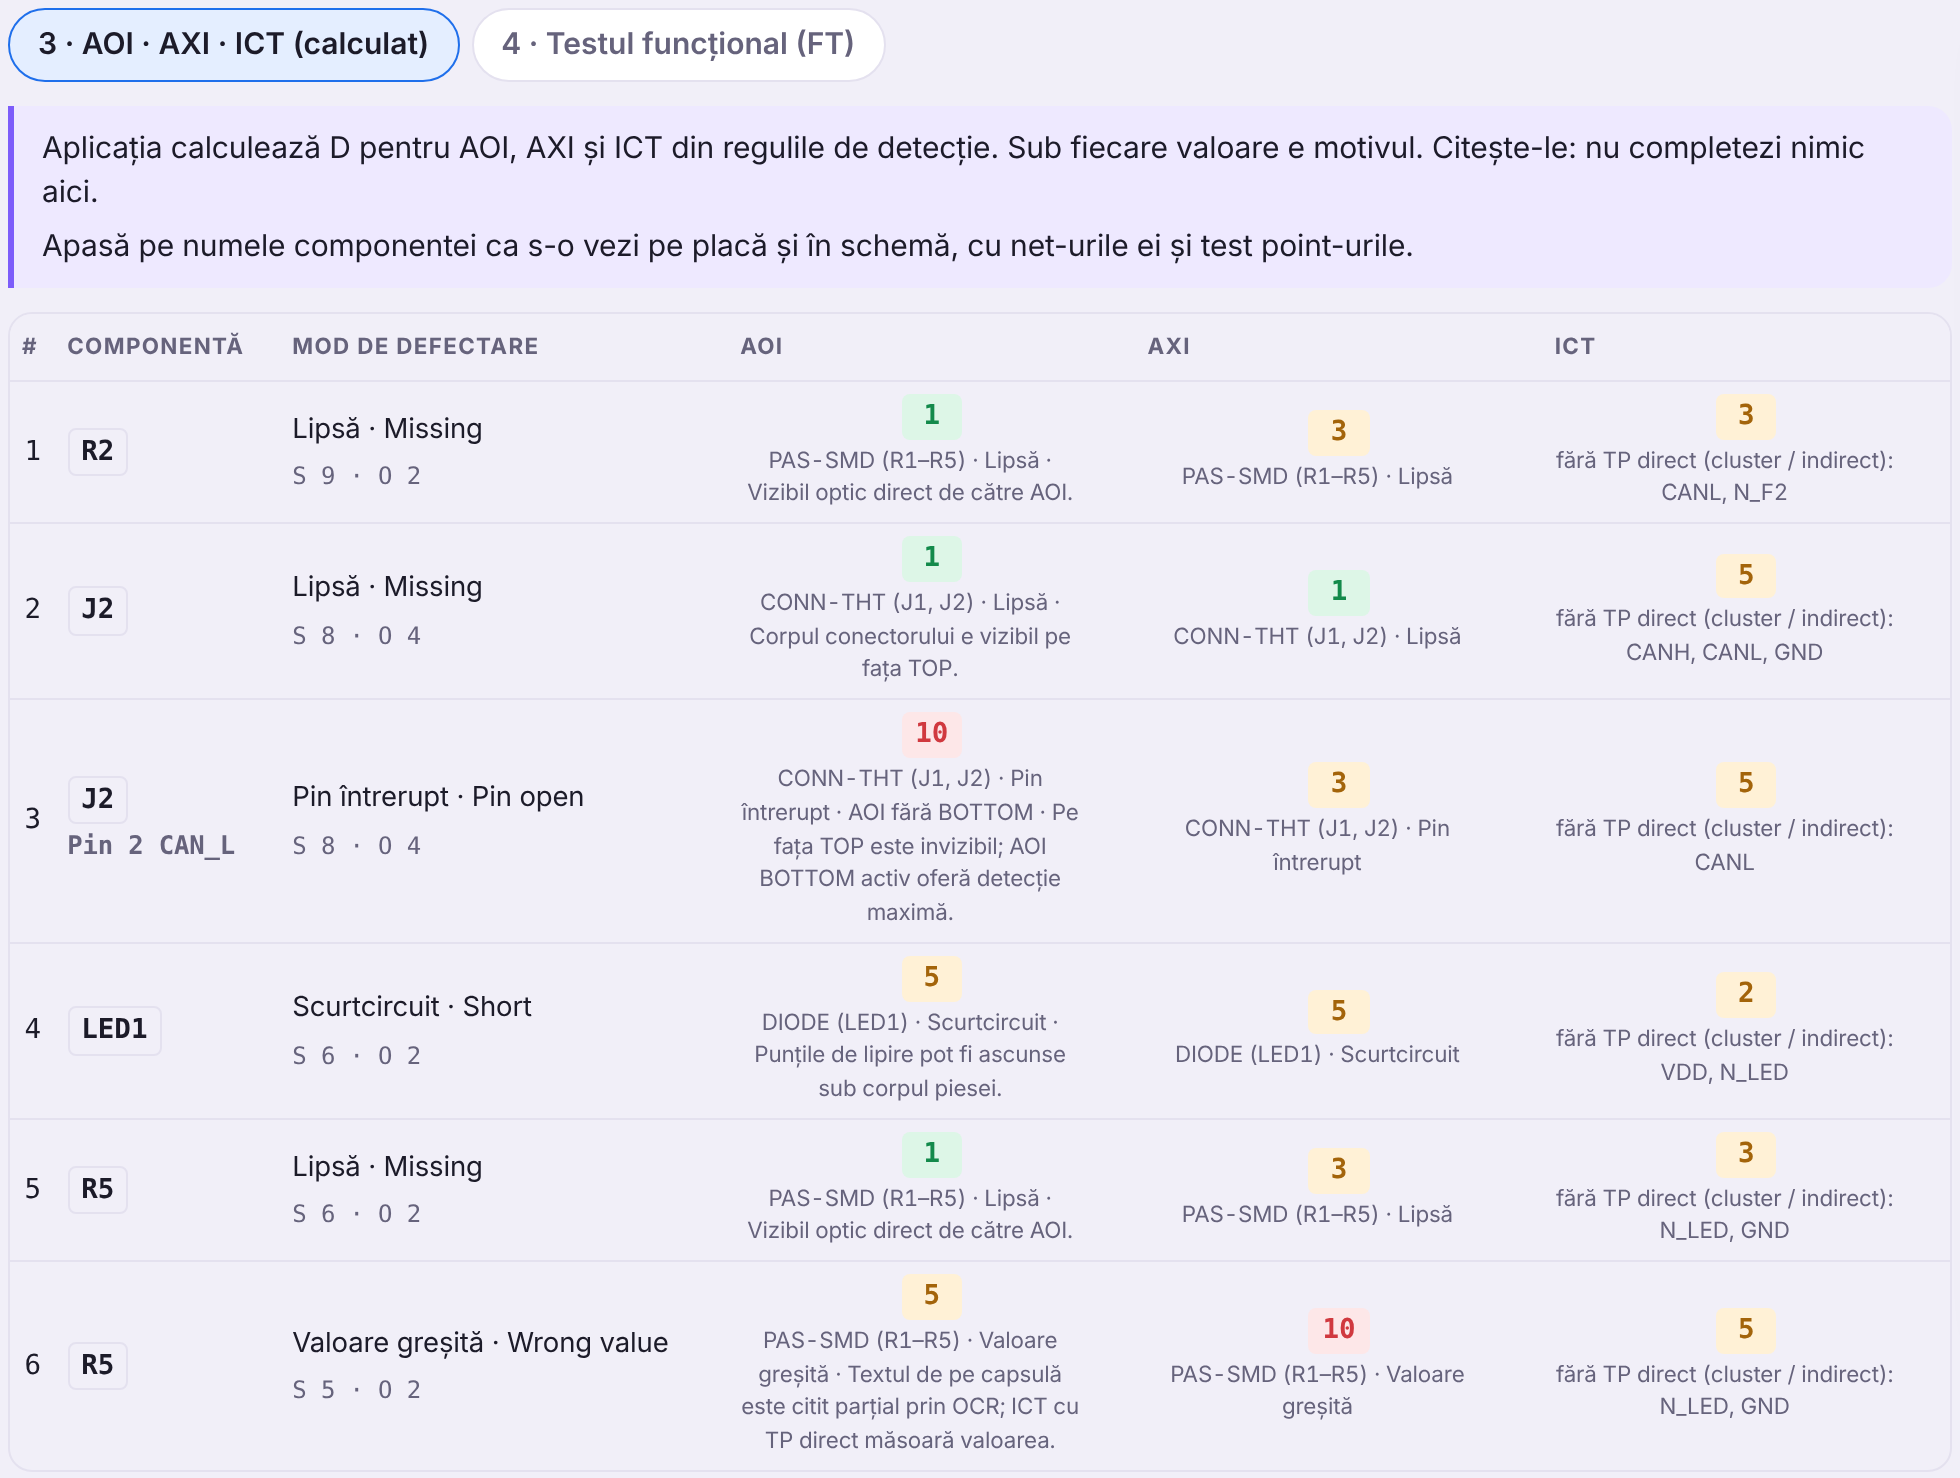 3 · AOI · AXI · ICT (calculat)
4 · Testul funcțional (FT)
Aplicația calculează D pentru AOI, AXI și ICT din regulile de detecție. Sub fiecare valoare e motivul. Citește-le: nu completezi nimic
aici.
Apasă pe numele componentei ca s-o vezi pe placă și în schemă, cu net-urile ei și test point-urile.
# COMPONENTĂ MOD DE DEFECTARE AOI AXI ICT
1
R2
Lipsă · Missing
S 9 · O 2
1
PAS-SMD (R1–R5) · Lipsă ·
Vizibil optic direct de către AOI.
3
PAS-SMD (R1–R5) · Lipsă
3
fără TP direct (cluster / indirect):
CANL, N_F2
2
J2
Lipsă · Missing
S 8 · O 4
1
CONN-THT (J1, J2) · Lipsă ·
Corpul conectorului e vizibil pe
fața TOP.
1
CONN-THT (J1, J2) · Lipsă
5
fără TP direct (cluster / indirect):
CANH, CANL, GND
3
J2
Pin 2 CAN_L
Pin întrerupt · Pin open
S 8 · O 4
10
CONN-THT (J1, J2) · Pin
întrerupt · AOI fără BOTTOM · Pe
fața TOP este invizibil; AOI
BOTTOM activ oferă detecție
maximă.
3
CONN-THT (J1, J2) · Pin
întrerupt
5
fără TP direct (cluster / indirect):
CANL
4
LED1
Scurtcircuit · Short
S 6 · O 2
5
DIODE (LED1) · Scurtcircuit ·
Punțile de lipire pot fi ascunse
sub corpul piesei.
5
DIODE (LED1) · Scurtcircuit
2
fără TP direct (cluster / indirect):
VDD, N_LED
5
R5
Lipsă · Missing
S 6 · O 2
1
PAS-SMD (R1–R5) · Lipsă ·
Vizibil optic direct de către AOI.
3
PAS-SMD (R1–R5) · Lipsă
3
fără TP direct (cluster / indirect):
N_LED, GND
6
R5
Valoare greșită · Wrong value
S 5 · O 2
5
PAS-SMD (R1–R5) · Valoare
greșită · Textul de pe capsulă
este citit parțial prin OCR; ICT cu
TP direct măsoară valoarea.
10
PAS-SMD (R1–R5) · Valoare
greșită
5
fără TP direct (cluster / indirect):
N_LED, GND